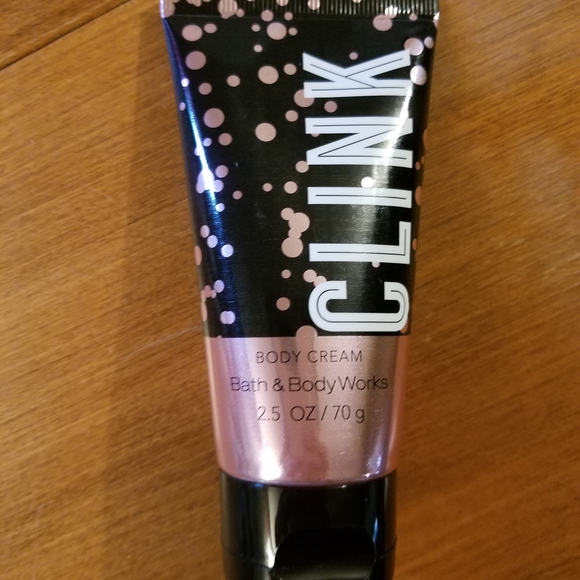 CLINK
BODY CREAM
Bath & Body Works
2.5 OZ / 70 g